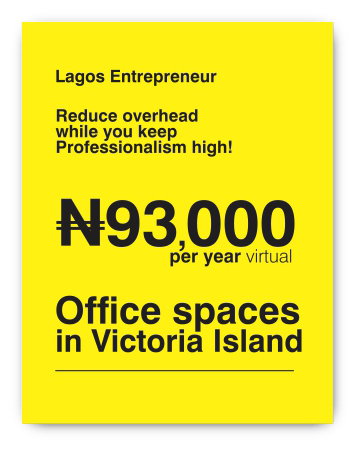 Lagos Entrepreneur
Reduce overhead
while you keep
Professionalism high!
₦93,000
per year virtual
Office spaces
in Victoria Island